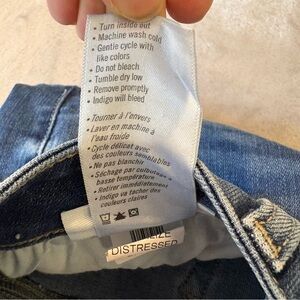 • Turn inside out
• Machine wash cold
• Gentle cycle with
like colors
• Do not bleach
• Tumble dry low
• Remove promptly
• Indigo will bleed
• Tourner à l'envers
• Laver en machine à
l'eau froide
• Cycle délicat avec
des couleurs semblables
• Ne pas blanchir
• Séchage par culbutage à
basse température
• Retirer immédiatement
• Indigo va tacher des
couleurs claires
DISTRESSED